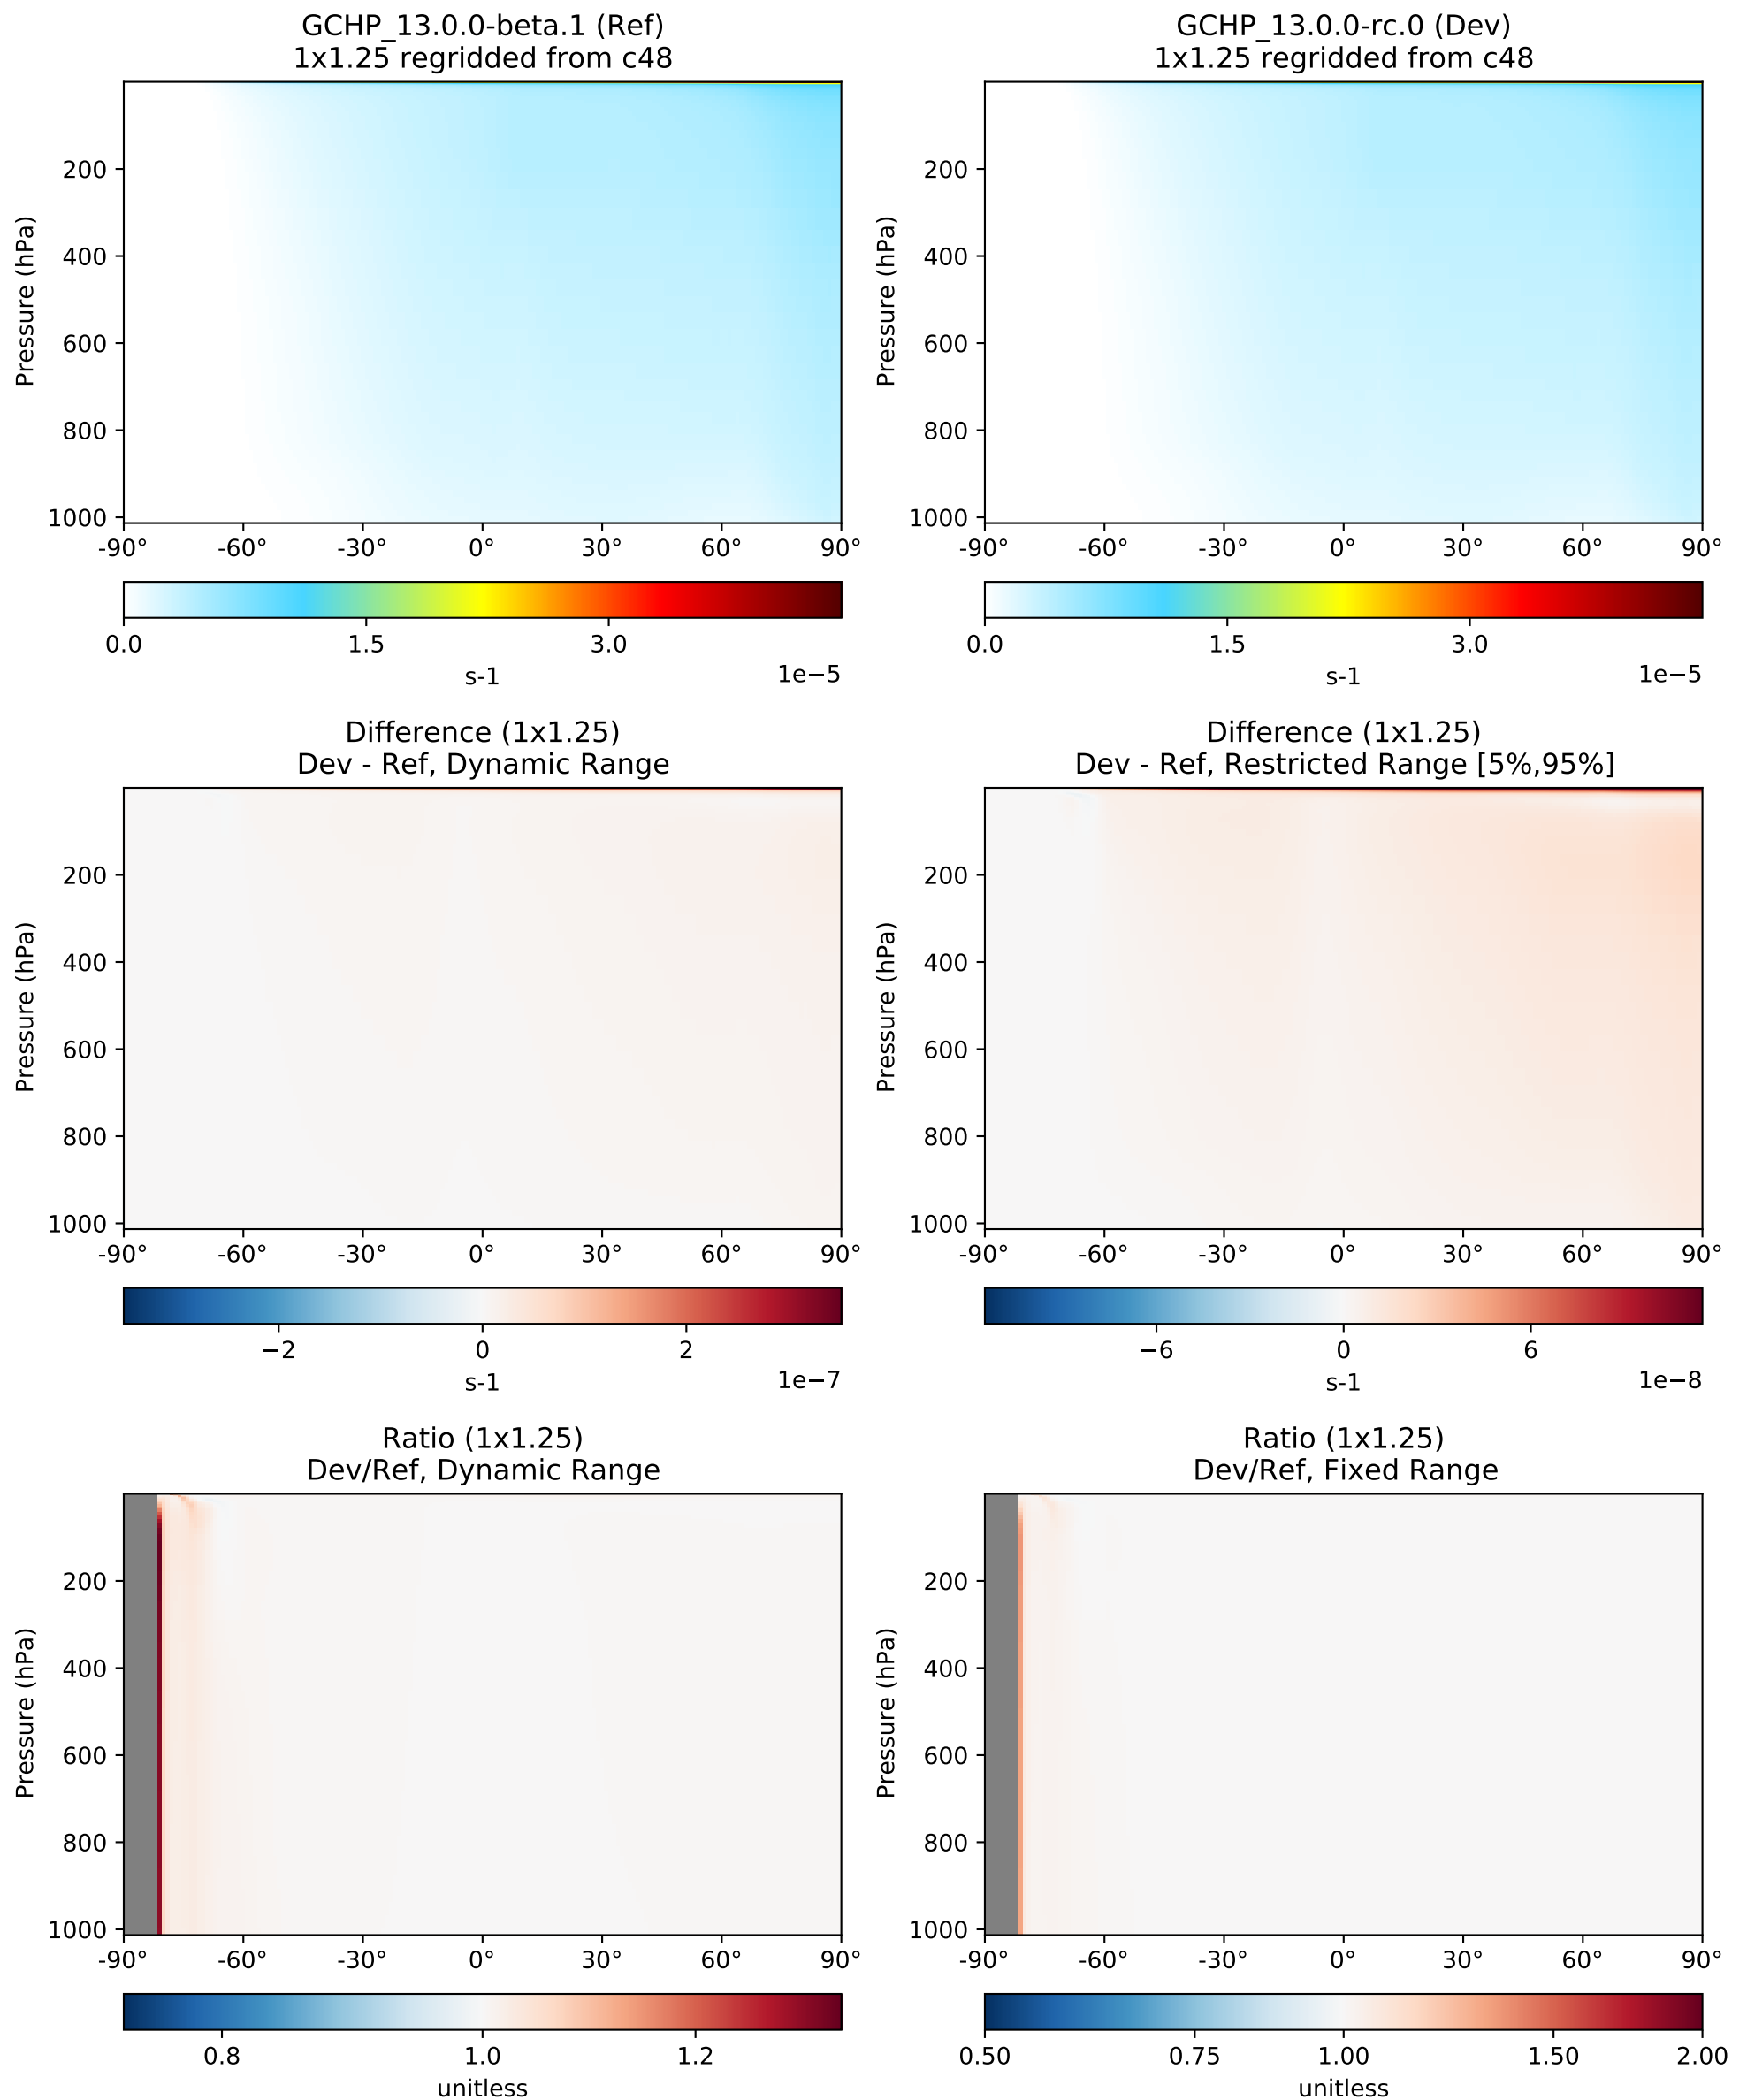 GCHP_13.0.0-beta.1 (Ref)
1x1.25 regridded from c48
Pressure (hPa)
200
400
600
800
1000
-90° -60° -30° 0° 30° 60° 90°
0.0 1.5 3.0
s-1 1e−5
GCHP_13.0.0-rc.0 (Dev)
1x1.25 regridded from c48
Pressure (hPa)
200
400
600
800
1000
-90° -60° -30° 0° 30° 60° 90°
0.0 1.5 3.0
s-1 1e−5
Difference (1x1.25)
Dev - Ref, Dynamic Range
Pressure (hPa)
200
400
600
800
1000
-90° -60° -30° 0° 30° 60° 90°
−2 0 2
s-1 1e−7
Difference (1x1.25)
Dev - Ref, Restricted Range [5%,95%]
Pressure (hPa)
200
400
600
800
1000
-90° -60° -30° 0° 30° 60° 90°
−6 0 6
s-1 1e−8
Ratio (1x1.25)
Dev/Ref, Dynamic Range
Pressure (hPa)
200
400
600
800
1000
-90° -60° -30° 0° 30° 60° 90°
0.8 1.0 1.2
unitless
Ratio (1x1.25)
Dev/Ref, Fixed Range
Pressure (hPa)
200
400
600
800
1000
-90° -60° -30° 0° 30° 60° 90°
0.50 0.75 1.00 1.50 2.00
unitless